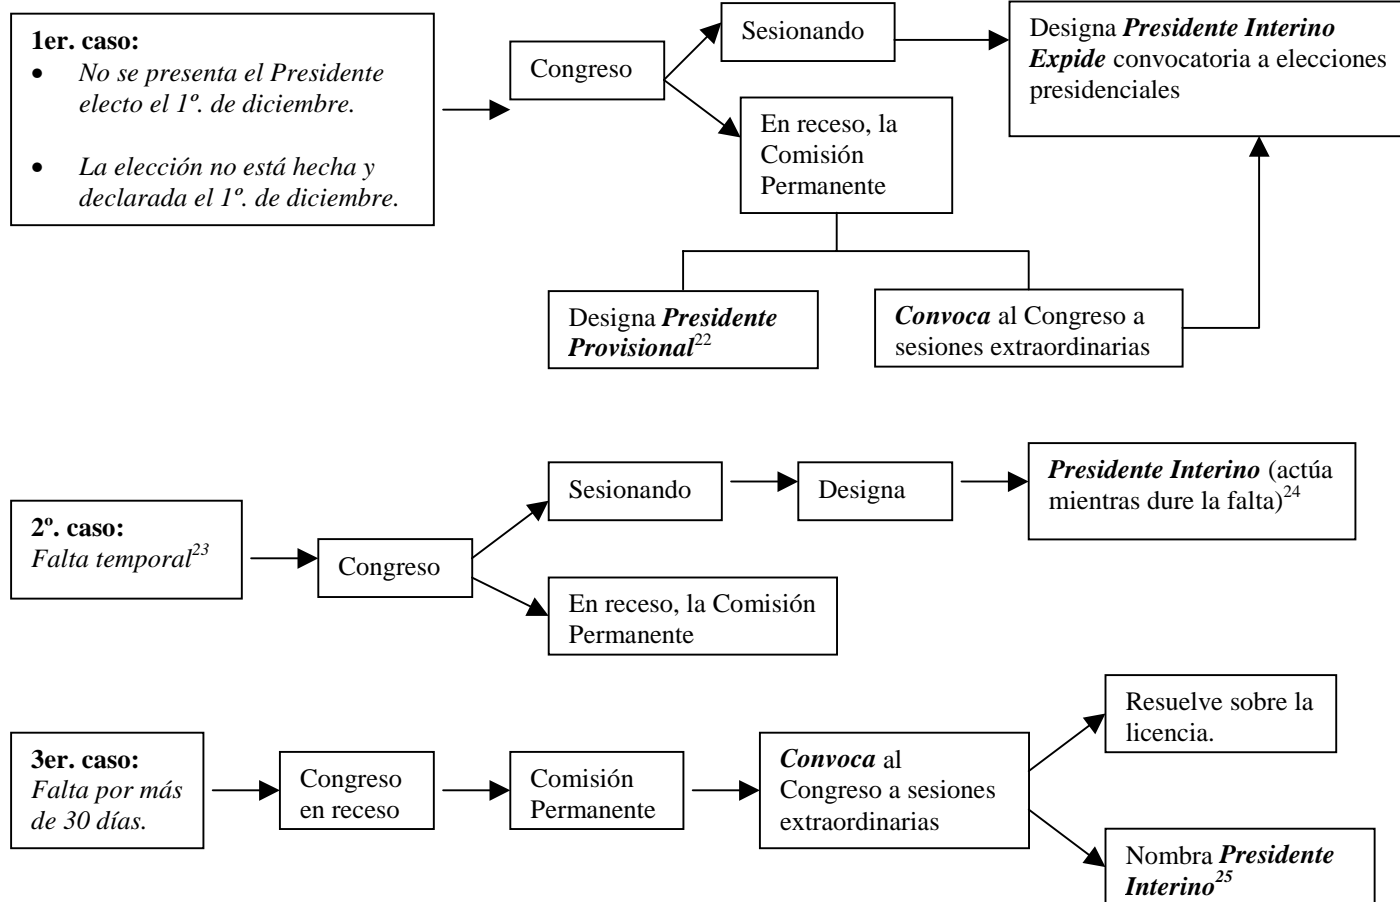 1er. caso:
• No se presenta el Presidente
electo el 1º. de diciembre.
• La elección no está hecha y
declarada el 1º. de diciembre.
Congreso
Sesionando
En receso, la
Comisión
Permanente
Designa Presidente Interino
Expide convocatoria a elecciones
presidenciales
Designa Presidente
Provisional22
Convoca al Congreso a
sesiones extraordinarias
2º. caso:
Falta temporal23
Congreso
Sesionando
Designa
Presidente Interino (actúa
mientras dure la falta)24
En receso, la Comisión
Permanente
3er. caso:
Falta por más
de 30 días.
Congreso
en receso
Comisión
Permanente
Convoca al
Congreso a sesiones
extraordinarias
Resuelve sobre la
licencia.
Nombra Presidente
Interino25